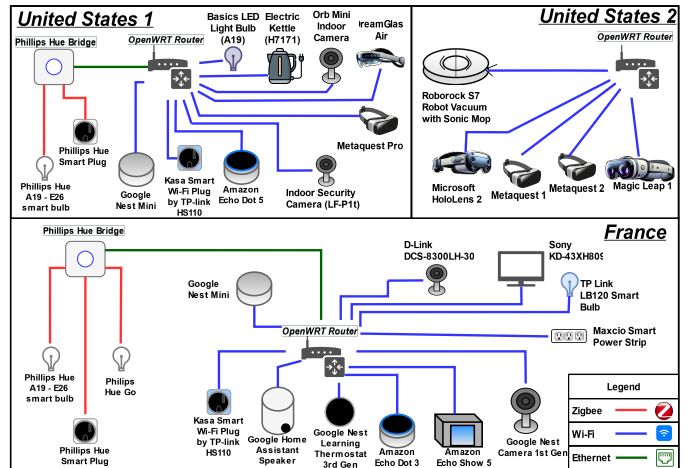 United States 1
Phillips Hue Bridge
OpenWRT Router
Basics LED
Light Bulb
(A19)
Electric
Kettle
(H7171)
Orb Mini
Indoor
Camera
DreamGlas
Air
Phillips Hue
Smart Plug
Phillips Hue
A19 - E26
smart bulb
Google
Nest Mini
Kasa Smart
Wi-Fi Plug
by TP-link
HS110
Amazon
Echo Dot 5
Indoor Security
Camera (LF-P1t)
Metaquest Pro
United States 2
OpenWRT Router
Roborock S7
Robot Vacuum
with Sonic Mop
Microsoft
HoloLens 2
Metaquest 1
Metaquest 2
Magic Leap 1
France
Phillips Hue Bridge
Google
Nest Mini
D-Link
DCS-8300LH-30
Sony
KD-43XH809
TP Link
LB120 Smart
Bulb
OpenWRT Router
Maxcio Smart
Power Strip
Phillips Hue
A19 - E26
smart bulb
Philips
Hue Go
Phillips Hue
Smart Plug
Kasa Smart
Wi-Fi Plug
by TP-link
HS110
Google Home
Assistant
Speaker
Google Nest
Learning
Thermostat
3rd Gen
Amazon
Echo Dot 3
Amazon
Echo Show 5
Google Nest
Camera 1st Gen
Legend
Zigbee
Wi-Fi
Ethernet